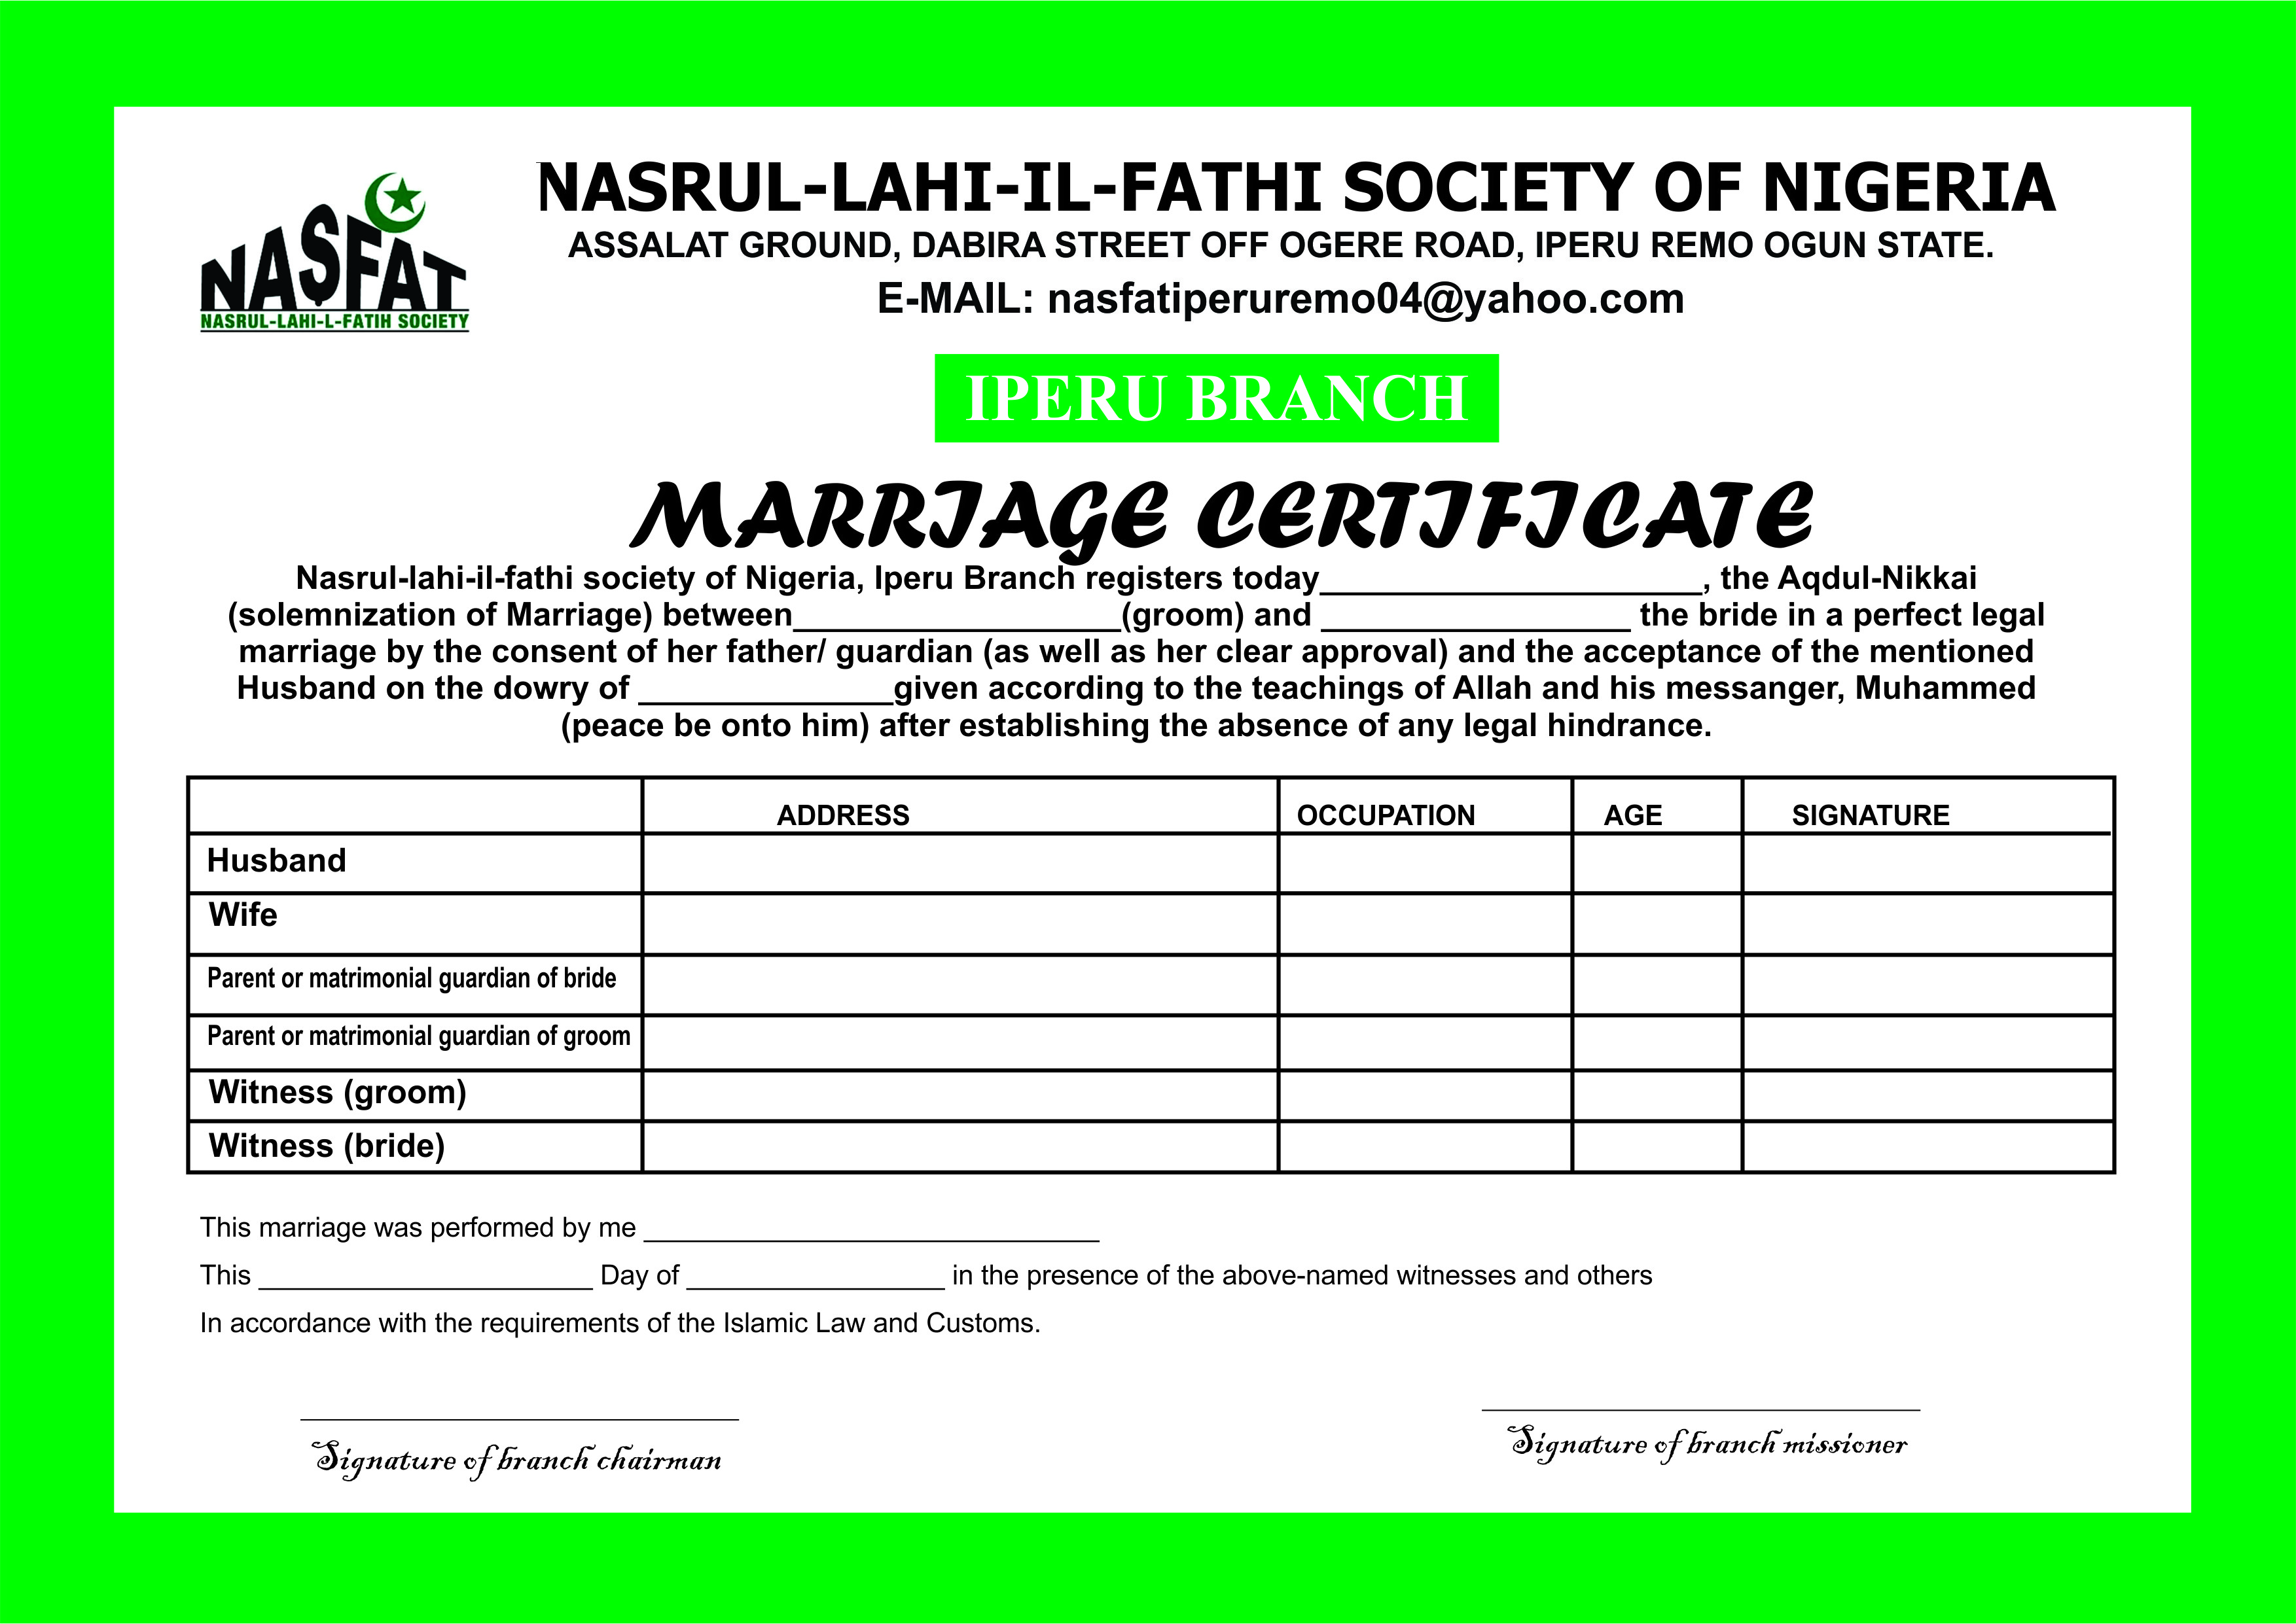 NASFAT
NASRUL-LAHI-L-FATIH SOCIETY
NASRUL-LAHI-IL-FATHI SOCIETY OF NIGERIA
ASSALAT GROUND, DABIRA STREET OFF OGERE ROAD, IPERU REMO OGUN STATE.
E-MAIL: nasfatiperuremo04@yahoo.com
IPERU BRANCH
MARRIAGE CERTIFICATE
Nasrul-lahi-il-fathi society of Nigeria, Iperu Branch registers today____________________, the Aqdul-Nikkai
(solemnization of Marriage) between__________________(groom) and _________________ the bride in a perfect legal
marriage by the consent of her father/ guardian (as well as her clear approval) and the acceptance of the mentioned
Husband on the dowry of ______________given according to the teachings of Allah and his messanger, Muhammed
(peace be onto him) after establishing the absence of any legal hindrance.
ADDRESS OCCUPATION AGE SIGNATURE
Husband
Wife
Parent or matrimonial guardian of bride
Parent or matrimonial guardian of groom
Witness (groom)
Witness (bride)
This marriage was performed by me ______________________________
This ______________________ Day of _________________ in the presence of the above-named witnesses and others
In accordance with the requirements of the Islamic Law and Customs.
Signature of branch chairman
Signature of branch missioner